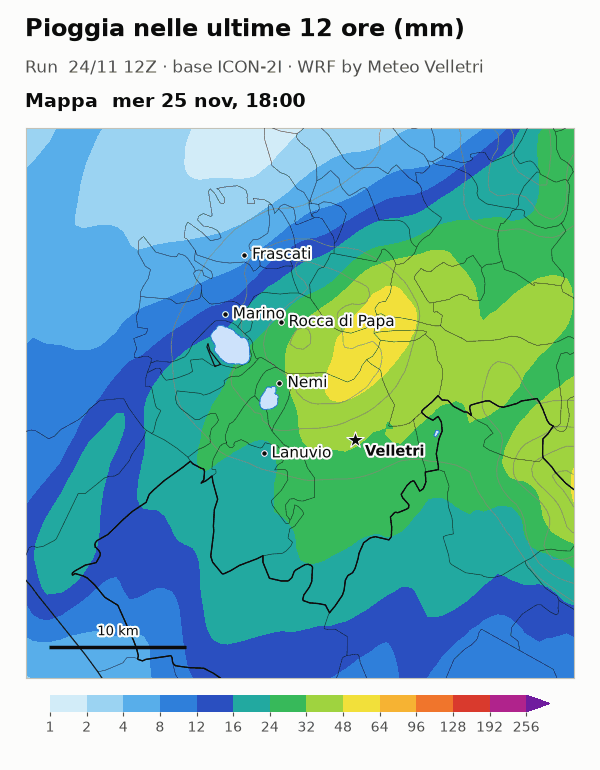 Pioggia nelle ultime 12 ore (mm)
Run  24/11 12Z · base ICON-2I · WRF by Meteo Velletri
Mappa  mer 25 nov, 18:00
Frascati
Marino
Rocca di Papa
Nemi
Lanuvio
Velletri
10 km
1 2 4 8 12 16 24 32 48 64 96 128 192 256